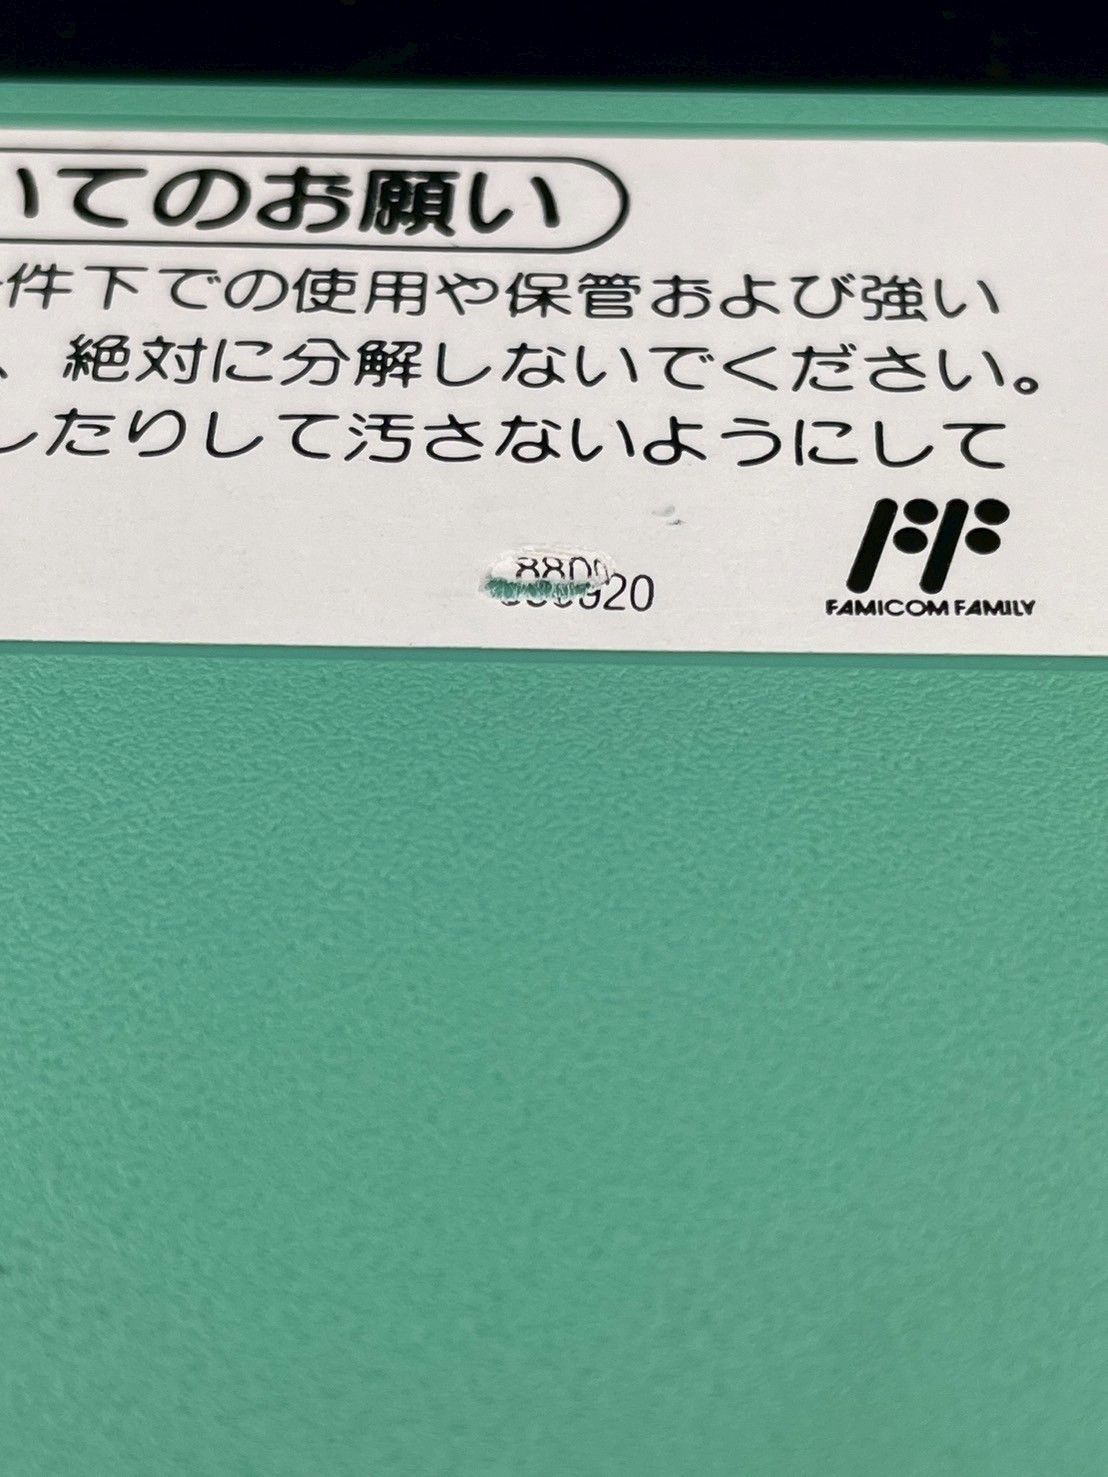 いてのお願い
件下での使用や保管および強い
、絶対に分解しないでください。
したりして汚さないようにして
FF
FAMICOM FAMILY